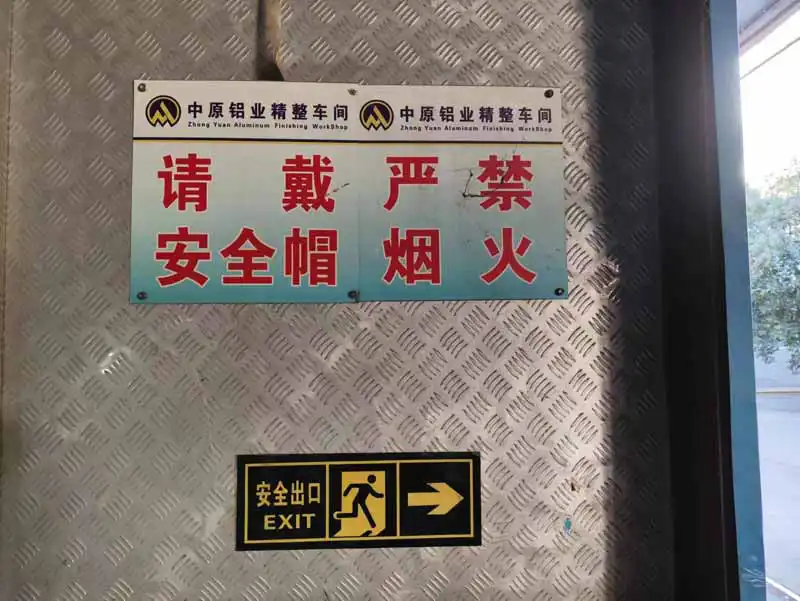 中原铝业精整车间
Zhong Yuan Aluminum Finishing WorkShop
请戴
安全帽
中原铝业精整车间
Zhong Yuan Aluminum Finishing WorkShop
严禁
烟火
安全出口
EXIT